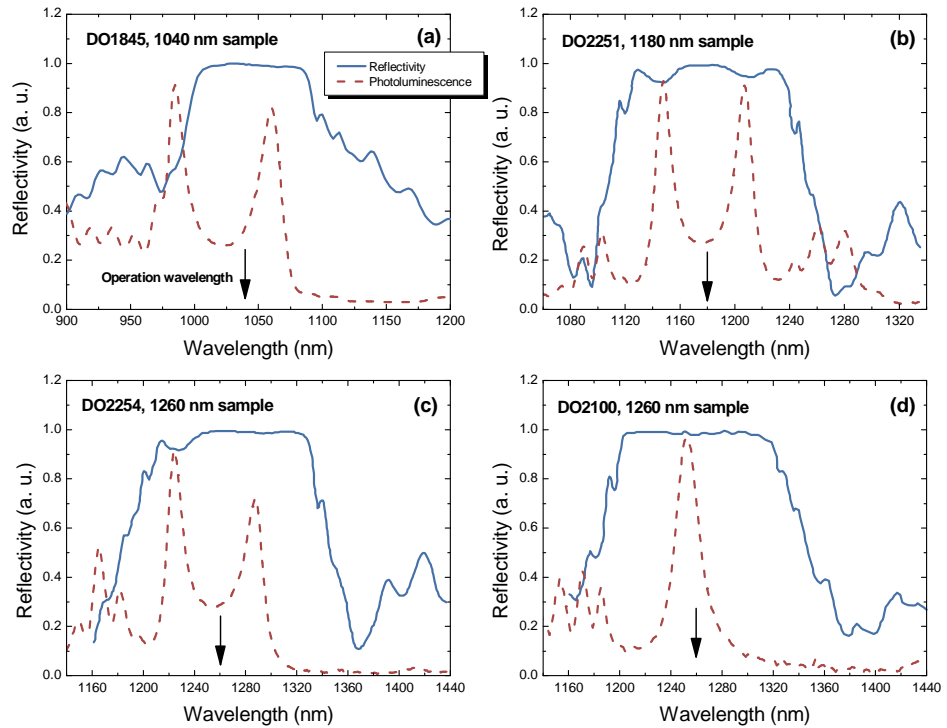 DO1845, 1040 nm sample
(a)
Reflectivity
Photoluminescence
Operation wavelength
Reflectivity (a. u.)
1.2
1.0
0.8
0.6
0.4
0.2
0.0
900 950 1000 1050 1100 1150 1200
Wavelength (nm)
DO2251, 1180 nm sample
(b)
Reflectivity (a. u.)
1.2
1.0
0.8
0.6
0.4
0.2
0.0
1080 1120 1160 1200 1240 1280 1320
Wavelength (nm)
DO2254, 1260 nm sample
(c)
Reflectivity (a. u.)
1.2
1.0
0.8
0.6
0.4
0.2
0.0
1160 1200 1240 1280 1320 1360 1400 1440
Wavelength (nm)
DO2100, 1260 nm sample
(d)
Reflectivity (a. u.)
1.2
1.0
0.8
0.6
0.4
0.2
0.0
1160 1200 1240 1280 1320 1360 1400 1440
Wavelength (nm)